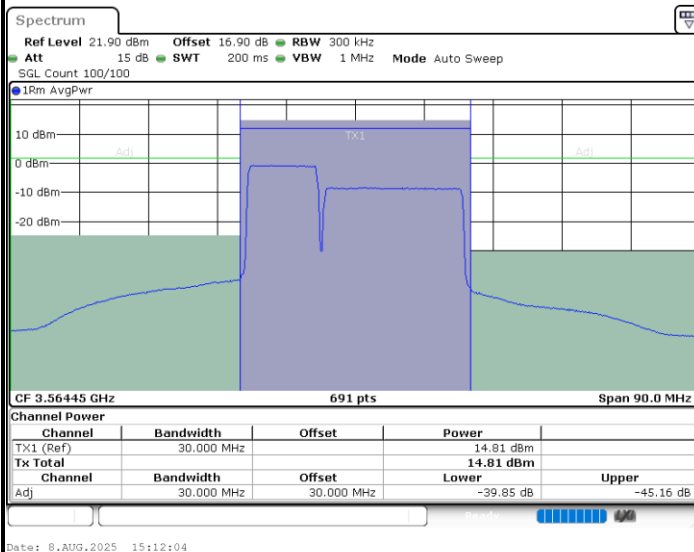 Spectrum
Ref Level 21.90 dBm Offset 16.90 dB RBW 300 kHz
Att 15 dB SWT 200 ms VBW 1 MHz Mode Auto Sweep
SGL Count 100/100
1Rm AvgPwr
TX1
10 dBm
Adj Adj
0 dBm
-10 dBm
-20 dBm
CF 3.56445 GHz 691 pts Span 90.0 MHz
Channel Power
Channel Bandwidth Offset Power
TX1 (Ref) 30.000 MHz 14.81 dBm
Tx Total 14.81 dBm
Channel Bandwidth Offset Lower Upper
Adj 30.000 MHz 30.000 MHz -39.85 dB -45.16 dB
Ready
Date: 8.AUG.2025 15:12:04